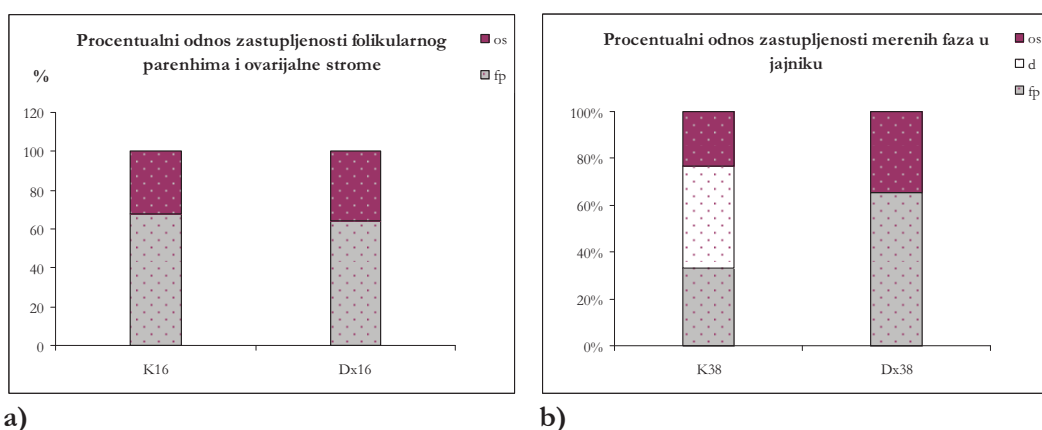 Procentualni odnos zastupljenosti folikularnog
parenhima i ovarijalne strome
os
fp
%
120
100
80
60
40
20
0
K16
Dx16
a)
Procentualni odnos zastupljenosti merenih faza u
jajniku
os
d
fp
100%
80%
60%
40%
20%
0%
K38
Dx38
b)